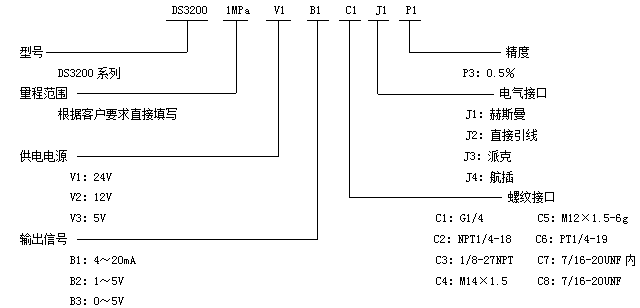 DS3200 1MPa V1 B1 C1 J1 P1
型号
DS3200 系列
量程范围
根据客户要求直接填写
供电电源
V1: 24V
V2: 12V
V3: 5V
输出信号
B1: 4～20mA
B2: 1～5V
B3: 0～5V
精度
P3: 0.5%
电气接口
J1: 赫斯曼
J2: 直接引线
J3: 派克
J4: 航插
螺纹接口
C1: G1/4 C5: M12×1.5-6g
C2: NPT1/4-18 C6: PT1/4-19
C3: 1/8-27NPT C7: 7/16-20UNF 内
C4: M14×1.5 C8: 7/16-20UNF